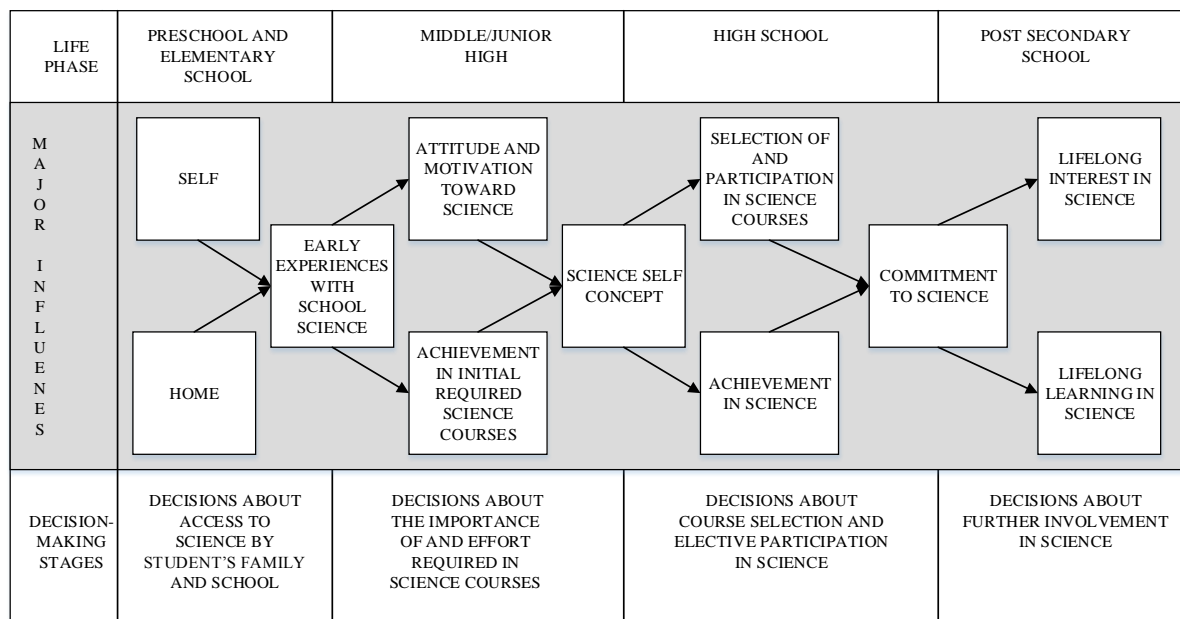 LIFE
PHASE
PRESCHOOL AND
ELEMENTARY
SCHOOL
MIDDLE/JUNIOR
HIGH
HIGH SCHOOL
POST SECONDARY
SCHOOL
MAJOR INFLUENES
SELF
HOME
EARLY
EXPERIENCES
WITH
SCHOOL
SCIENCE
ATTITUDE AND
MOTIVATION
TOWARD
SCIENCE
ACHIEVEMENT
IN INITIAL
REQUIRED
SCIENCE
COURSES
SCIENCE SELF
CONCEPT
SELECTION OF
AND
PARTICIPATION
IN SCIENCE
COURSES
ACHIEVEMENT
IN SCIENCE
COMMITMENT
TO SCIENCE
LIFELONG
INTEREST IN
SCIENCE
LIFELONG
LEARNING IN
SCIENCE
DECISION-
MAKING
STAGES
DECISIONS ABOUT
ACCESS TO
SCIENCE BY
STUDENT’S FAMILY
AND SCHOOL
DECISIONS ABOUT
THE IMPORTANCE
OF AND EFFORT
REQUIRED IN
SCIENCE COURSES
DECISIONS ABOUT
COURSE SELECTION AND
ELECTIVE PARTICIPATION
IN SCIENCE
DECISIONS ABOUT
FURTHER INVOLVEMENT
IN SCIENCE